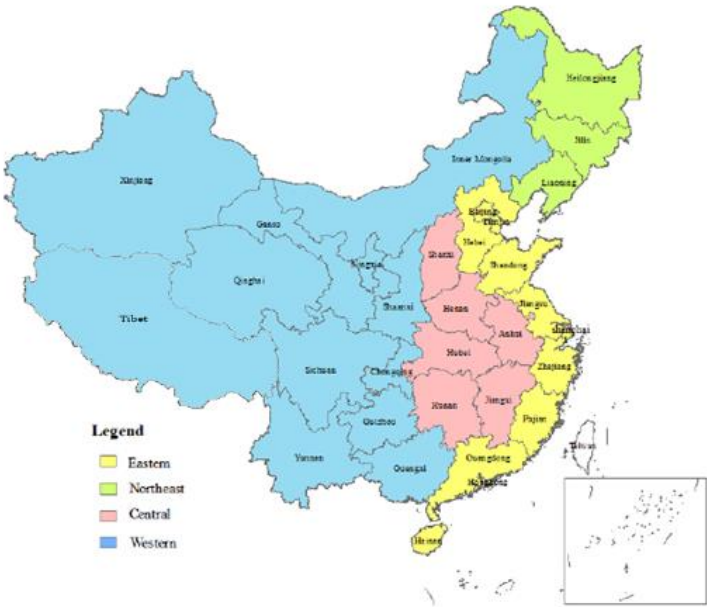 Heilongjiang
Jilin
Liaoning
Inner Mongolia
Xinjiang
Gansu
Beijing
Hebei
Shanxi
Ningxia
Shandong
Qinghai
Shaanxi
Henan
Jiangsu
Tibet
Shanghai
Anhui
Hubei
Sichuan
Chongqing
Zhejiang
Hunan
Jiangxi
Guizhou
Fujian
Legend
Taiwan
Yunnan
Guangxi
Guangdong
Eastern
Hongkong
Northeast
Central
Hainan
Western